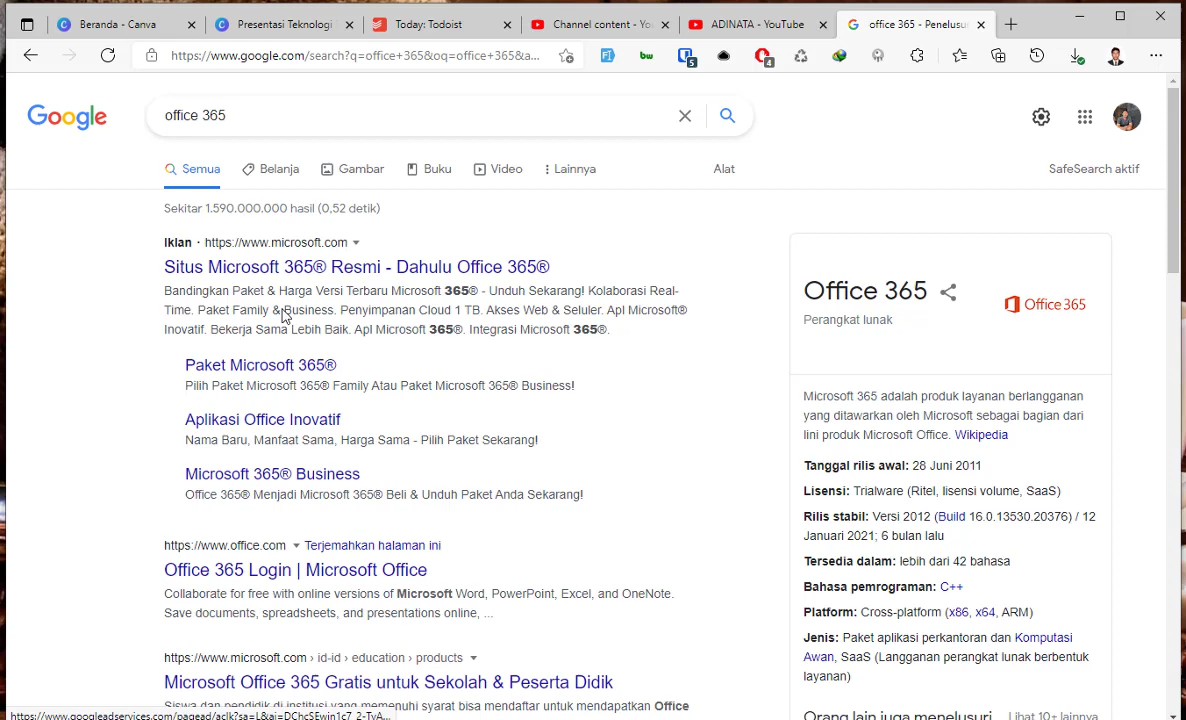 Beranda - Canva
Presentasi Teknologi
Today: Todoist
Channel content - Yo
ADINATA - YouTube
office 365 - Penelusu
https://www.google.com/search?q=office+365&oq=office+365&a...
bw
5
4
Google
office 365
Semua
Belanja
Gambar
Buku
Video
Lainnya
Alat
SafeSearch aktif
Sekitar 1.590.000.000 hasil (0,52 detik)
Iklan · https://www.microsoft.com
Situs Microsoft 365® Resmi - Dahulu Office 365®
Bandingkan Paket & Harga Versi Terbaru Microsoft 365® - Unduh Sekarang! Kolaborasi Real-
Time. Paket Family & Business. Penyimpanan Cloud 1 TB. Akses Web & Seluler. Apl Microsoft®
Inovatif. Bekerja Sama Lebih Baik. Apl Microsoft 365®. Integrasi Microsoft 365®.
Paket Microsoft 365®
Pilih Paket Microsoft 365® Family Atau Paket Microsoft 365® Business!
Aplikasi Office Inovatif
Nama Baru, Manfaat Sama, Harga Sama - Pilih Paket Sekarang!
Microsoft 365® Business
Office 365® Menjadi Microsoft 365® Beli & Unduh Paket Anda Sekarang!
https://www.office.com Terjemahkan halaman ini
Office 365 Login | Microsoft Office
Collaborate for free with online versions of Microsoft Word, PowerPoint, Excel, and OneNote.
Save documents, spreadsheets, and presentations online, ...
https://www.microsoft.com › id-id › education › products
Microsoft Office 365 Gratis untuk Sekolah & Peserta Didik
Siswa dan pendidik di institusi yang memenuhi syarat bisa mendaftar untuk mendapatkan Office
Office 365
Perangkat lunak
Office 365
Microsoft 365 adalah produk layanan berlangganan
yang ditawarkan oleh Microsoft sebagai bagian dari
lini produk Microsoft Office. Wikipedia
Tanggal rilis awal: 28 Juni 2011
Lisensi: Trialware (Ritel, lisensi volume, SaaS)
Rilis stabil: Versi 2012 (Build 16.0.13530.20376) / 12
Januari 2021; 6 bulan lalu
Tersedia dalam: lebih dari 42 bahasa
Bahasa pemrograman: C++
Platform: Cross-platform (x86, x64, ARM)
Jenis: Paket aplikasi perkantoran dan Komputasi
Awan, SaaS (Langganan perangkat lunak berbentuk
layanan)
Orang lain juga menelusuri
Lihat 10+ lainnya